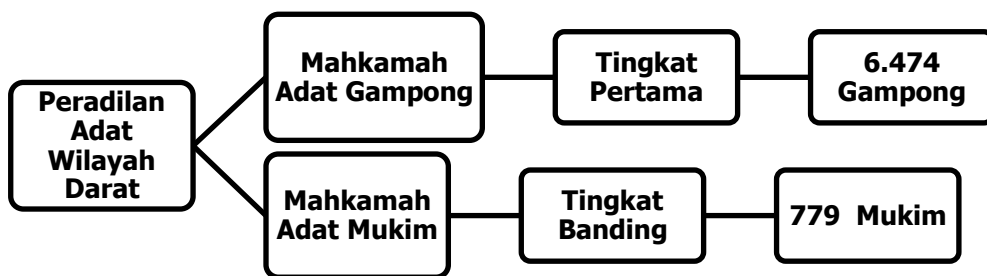 Peradilan
Adat
Wilayah
Darat
Mahkamah
Adat Gampong
Tingkat
Pertama
6.474
Gampong
Mahkamah
Adat Mukim
Tingkat
Banding
779 Mukim